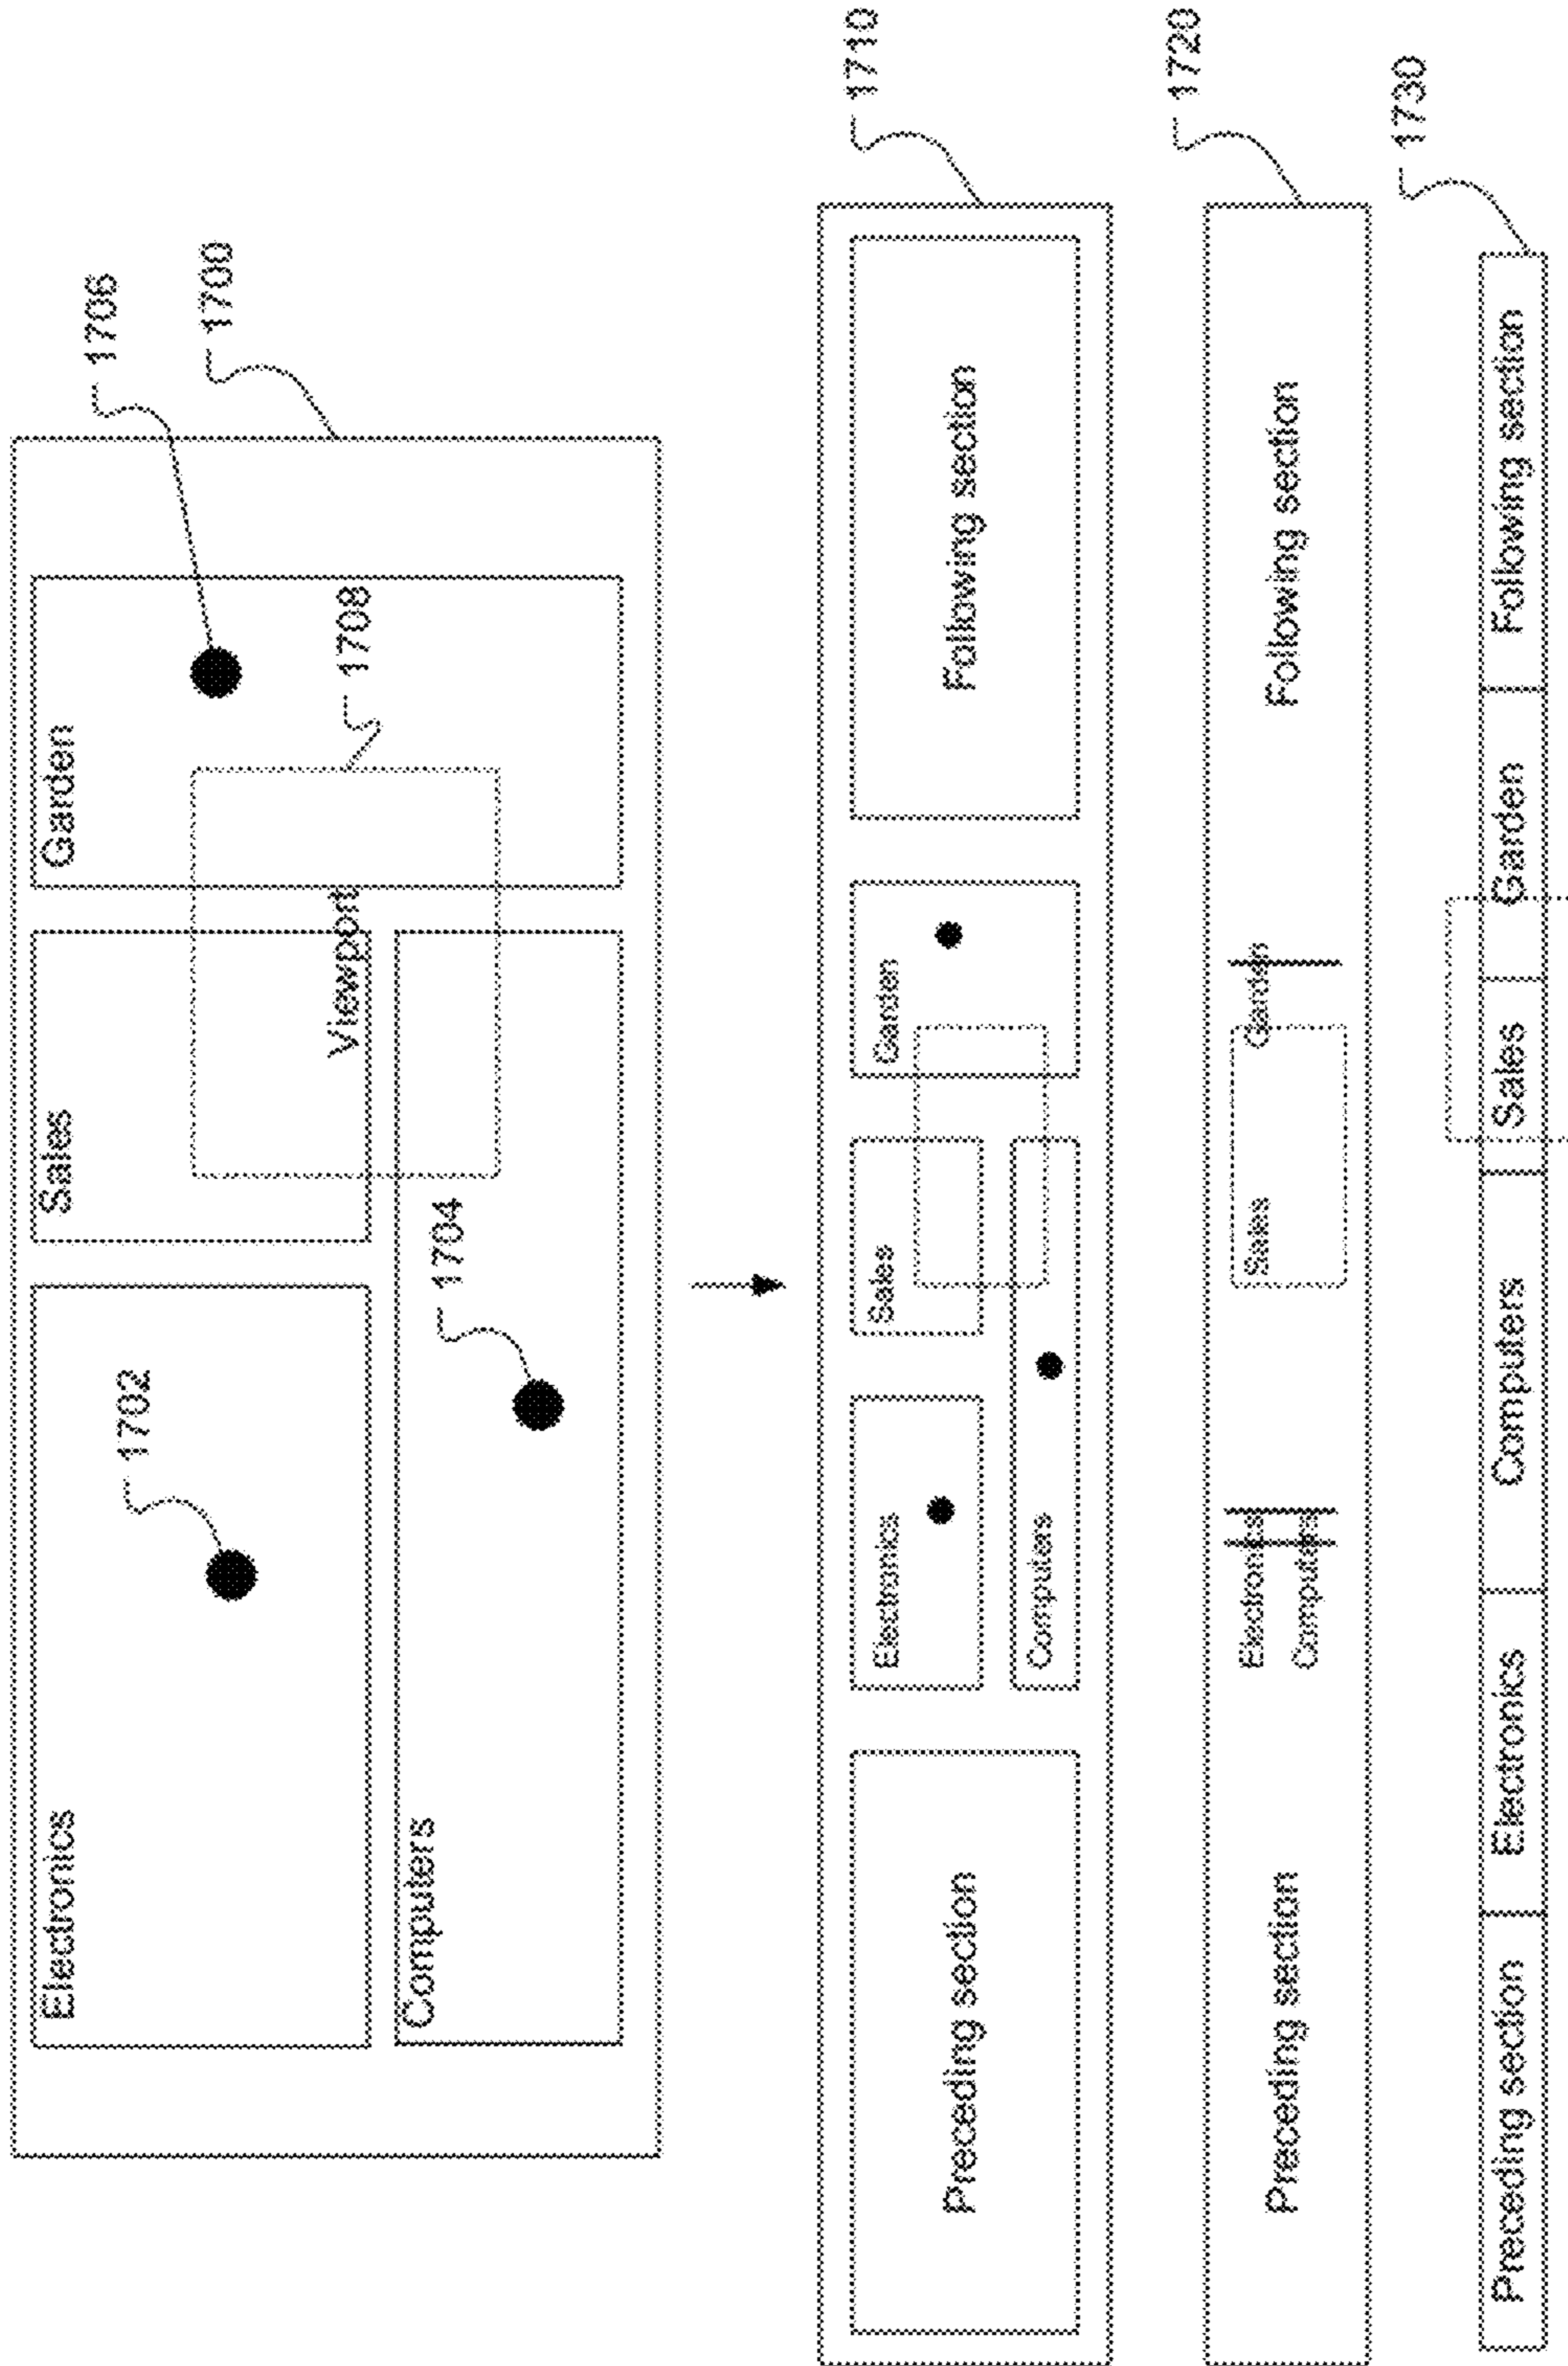 1706
1700
Electronics
Sales
Garden
1702
1708
Viewport
Computers
1704
1710
Preceding section
Electronics
Sales
Garden
Following section
Computers
1720
Preceding section
Electronics
Sales
Garden
Following section
Computers
1730
Preceding section
Electronics
Computers
Sales
Garden
Following section